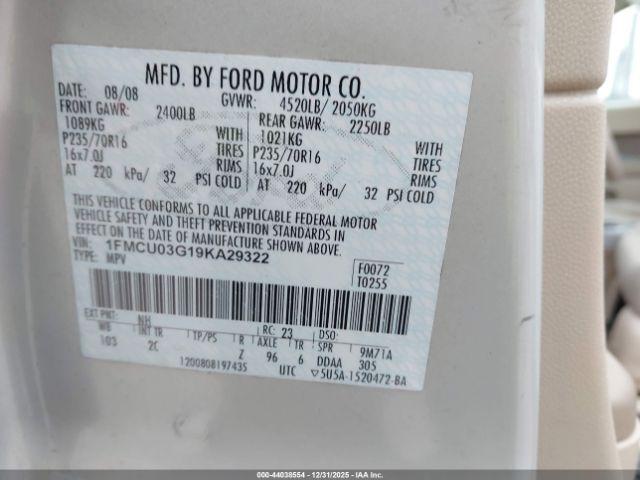 MFD. BY FORD MOTOR CO.
DATE: 08/08 GVWR: 4520LB/ 2050KG
FRONT GAWR: 2400LB REAR GAWR: 2250LB
1089KG WITH 1021KG WITH
P235/70R16 TIRES P235/70R16 TIRES
16x7.0J RIMS 16x7.0J RIMS
AT 220 kPa/ 32 PSI COLD AT 220 kPa/ 32 PSI COLD
THIS VEHICLE CONFORMS TO ALL APPLICABLE FEDERAL MOTOR
VEHICLE SAFETY AND THEFT PREVENTION STANDARDS IN
EFFECT ON THE DATE OF MANUFACTURE SHOWN ABOVE.
VIN: 1FMCU03G19KA29322
TYPE: MPV
F0072
T0255
EXT PNT: NH RC: 23 DSO:
WB INT TR TP/PS R AXLE TR SPR 9M71A
103 2C Z 96 6 DDAA 305
1200808197435 UTC ▽5U5A-1520472-BA
000-44038554 - 12/31/2025 - IAAI.COM